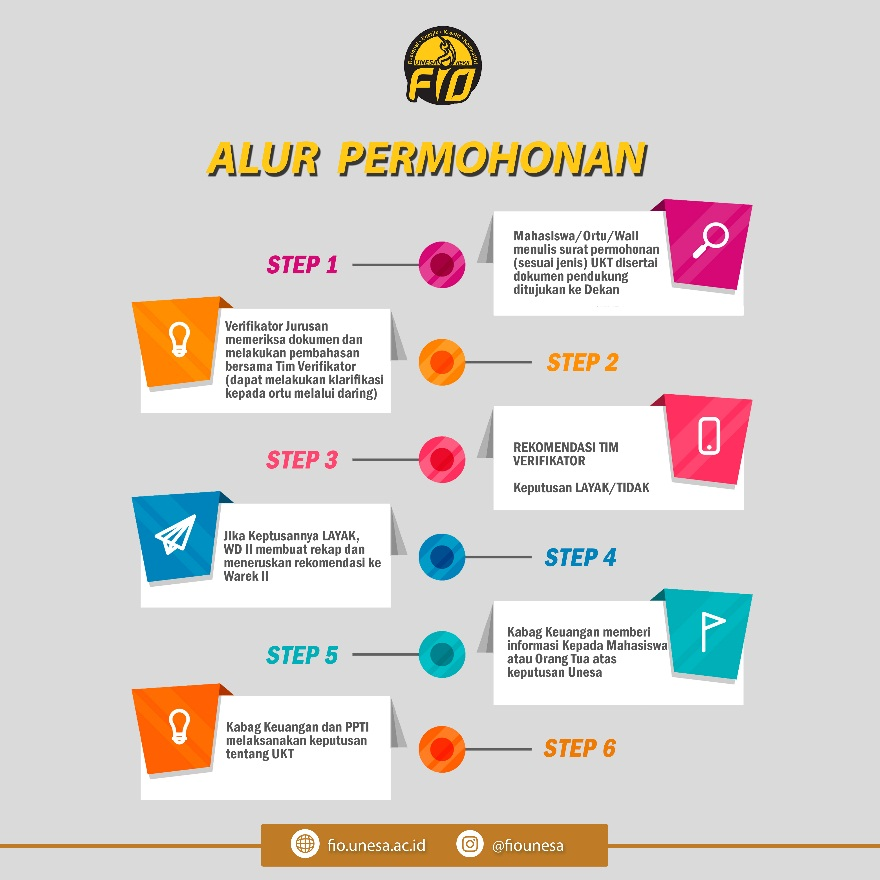 UNESA
FIO
ALUR PERMOHONAN
STEP 1
Mahasiswa/Ortu/Wali
menulis surat permohonan
(sesuai jenis) UKT disertai
dokumen pendukung
ditujukan ke Dekan
Verifikator Jurusan
memeriksa dokumen dan
melakukan pembahasan
bersama Tim Verifikator
(dapat melakukan klarifikasi
kepada ortu melalui daring)
STEP 2
STEP 3
REKOMENDASI TIM
VERIFIKATOR
Keputusan LAYAK/TIDAK
Jika Keptusannya LAYAK,
WD II membuat rekap dan
meneruskan rekomendasi ke
Warek II
STEP 4
STEP 5
Kabag Keuangan memberi
informasi Kepada Mahasiswa
atau Orang Tua atas
keputusan Unesa
Kabag Keuangan dan PPTI
melaksanakan keputusan
tentang UKT
STEP 6
fio.unesa.ac.id
@fiounesa